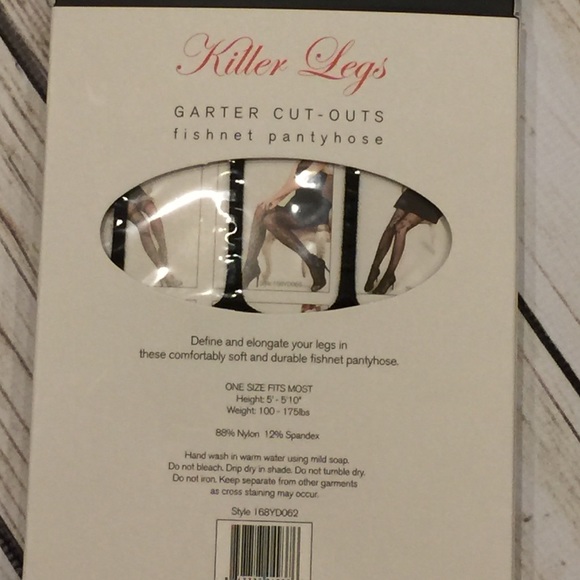 Killer Legs
GARTER CUT-OUTS
fishnet pantyhose
Define and elongate your legs in
these comfortably soft and durable fishnet pantyhose.
ONE SIZE FITS MOST
Height: 5' - 5'10"
Weight: 100 - 175lbs
88% Nylon 12% Spandex
Hand wash in warm water using mild soap.
Do not bleach. Drip dry in shade. Do not tumble dry.
Do not iron. Keep separate from other garments
as cross staining may occur.
Style 168YD062